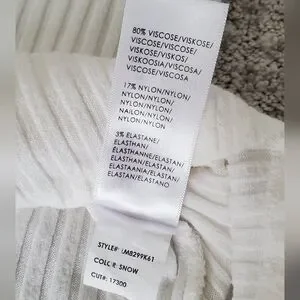 80% VISCOSE/VISKOSE/
VISCOSE/VISCOSE/
VISKOSE/VISKOS/
VISKOOSIA/VISCOSA/
VISCOSE/VISCOSA
17% NYLON/NYLON/
NYLON/NYLON/
NYLON/NYLON/
NAILON/NYLON/
NYLON/NYLON
3% ELASTANE/
ELASTHAN/
ELASTHANNE/ELASTAN/
ELASTHAN/ELASTAN/
ELASTAANIA/ELASTAN/
ELASTAN/ELASTANO
STYLE#: UM8299K61
COLOR: SNOW
CUT#: 17300